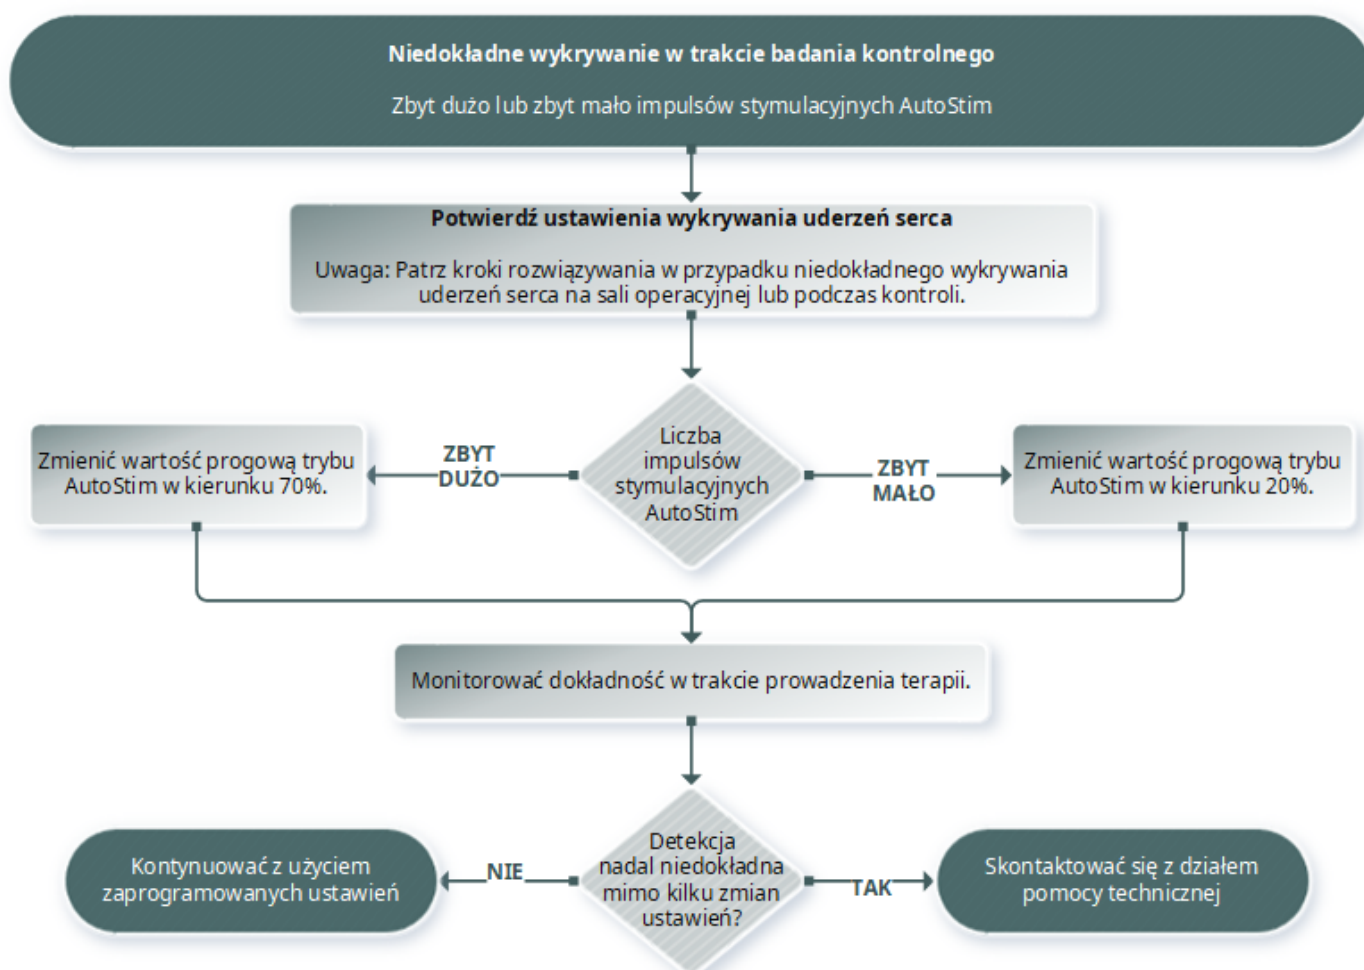 Niedokładne wykrywanie w trakcie badania kontrolnego
Zbyt dużo lub zbyt mało impulsów stymulacyjnych AutoStim
Potwierdź ustawienia wykrywania uderzeń serca
Uwaga: Patrz kroki rozwiązywania w przypadku niedokładnego wykrywania
uderzeń serca na sali operacyjnej lub podczas kontroli.
Liczba
impulsów
stymulacyjnych
AutoStim
ZBYT
DUŻO
Zmienić wartość progową trybu
AutoStim w kierunku 70%.
ZBYT
MAŁO
Zmienić wartość progową trybu
AutoStim w kierunku 20%.
Monitorować dokładność w trakcie prowadzenia terapii.
Detekcja
nadal niedokładna
mimo kilku zmian
ustawień?
NIE
Kontynuować z użyciem
zaprogramowanych ustawień
TAK
Skontaktować się z działem
pomocy technicznej